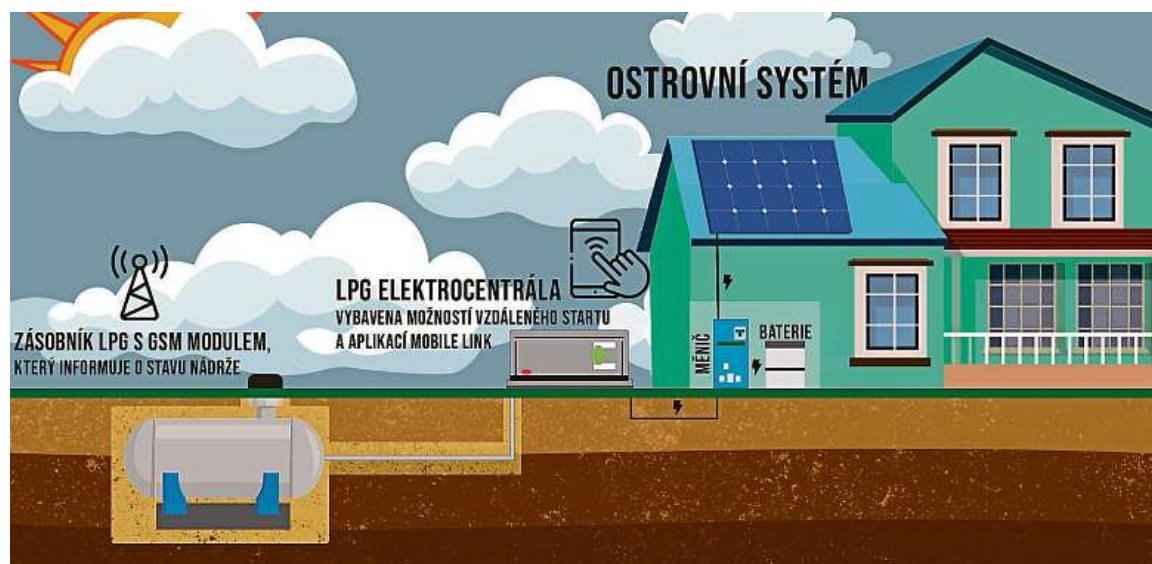 OSTROVNÍ SYSTÉM
LPG ELEKTROCENTRÁLA
VYBAVENA MOŽNOSTÍ VZDÁLENÉHO STARTU
A APLIKACÍ MOBILE LINK
ZÁSOBNÍK LPG S GSM MODULEM,
KTERÝ INFORMUJE O STAVU NÁDRŽE
MĚNIČ
BATERIE